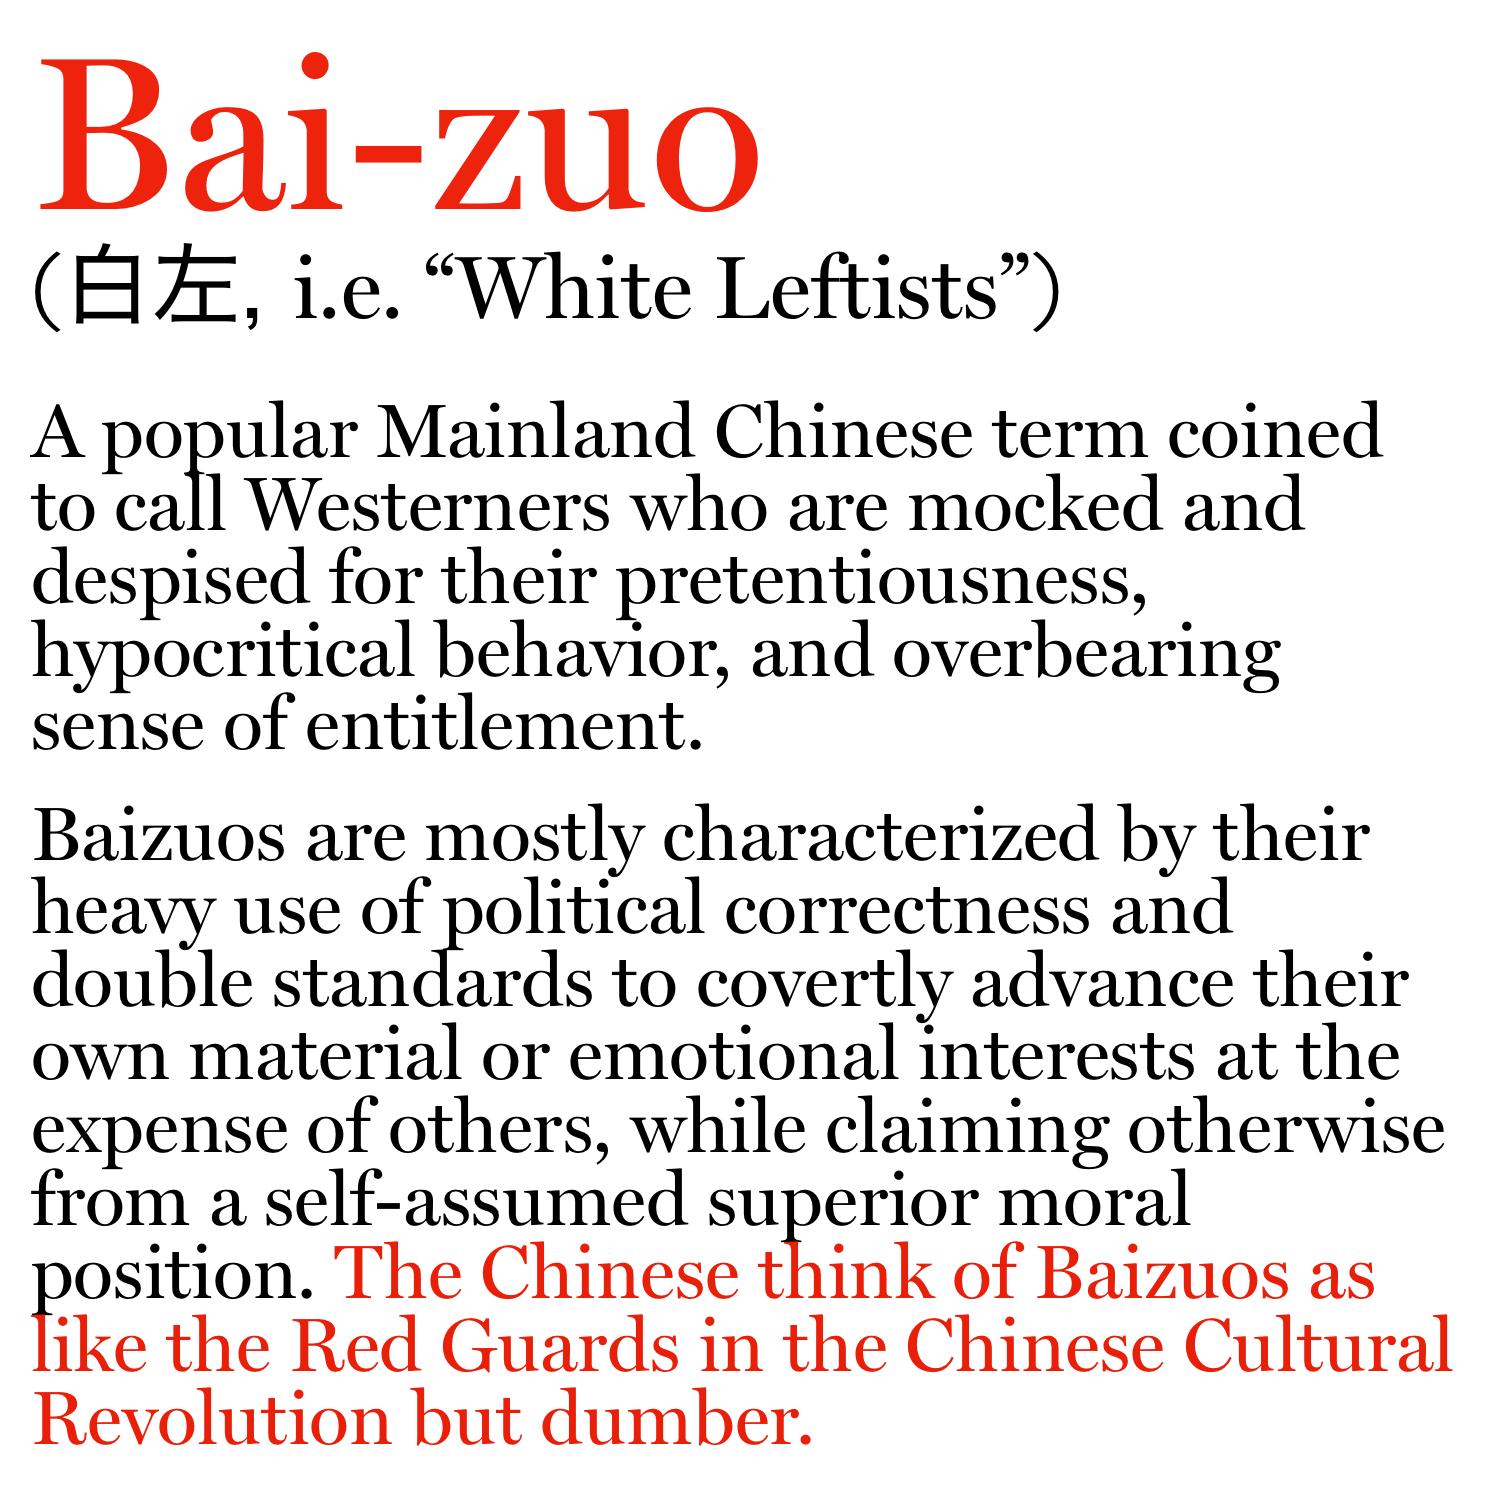 Bai-zuo
(白左, i.e. “White Leftists”)
A popular Mainland Chinese term coined
to call Westerners who are mocked and
despised for their pretentiousness,
hypocritical behavior, and overbearing
sense of entitlement.
Baizuos are mostly characterized by their
heavy use of political correctness and
double standards to covertly advance their
own material or emotional interests at the
expense of others, while claiming otherwise
from a self-assumed superior moral
position. The Chinese think of Baizuos as
like the Red Guards in the Chinese Cultural
Revolution but dumber.